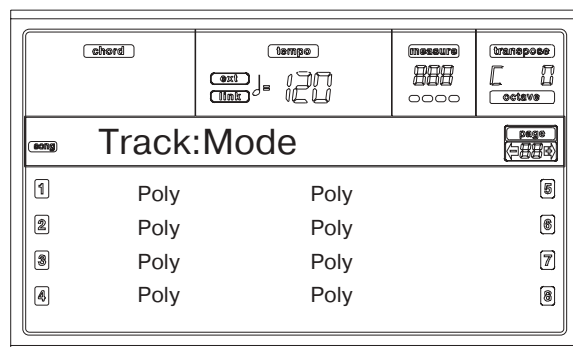 chord tempo measure transpose
ext = 120 888 C 0
link octave
song Track:Mode page
88
1 Poly Poly 5
2 Poly Poly 6
3 Poly Poly 7
4 Poly Poly 8